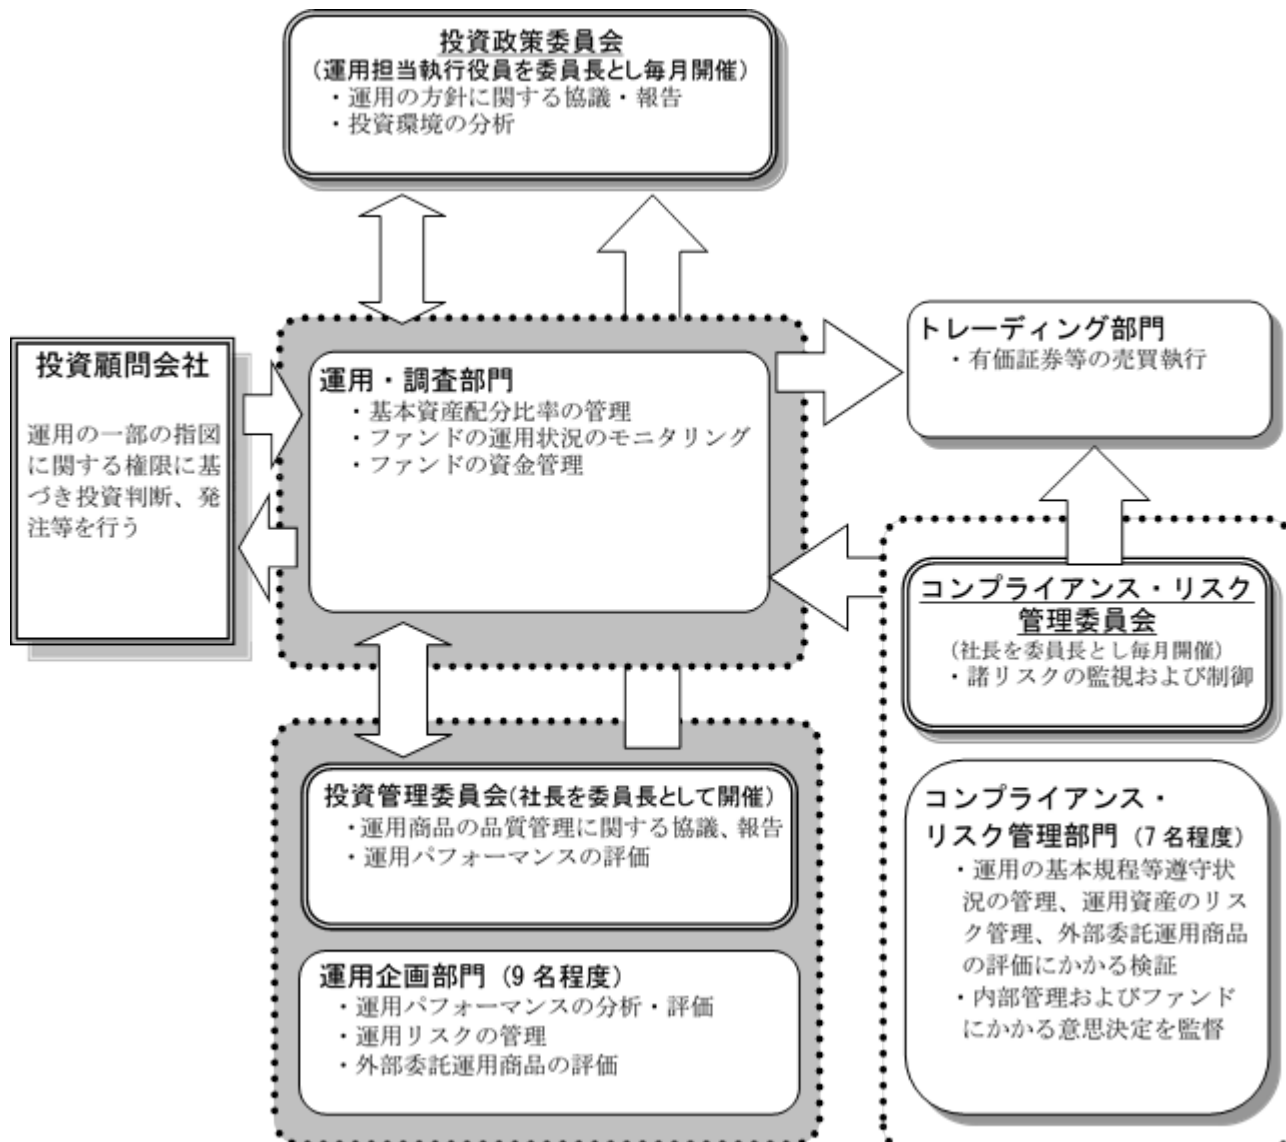 投資政策委員会
(運用担当執行役員を委員長とし毎月開催)
・運用の方針に関する協議・報告
・投資環境の分析
投資顧問会社
運用の一部の指図
に関する権限に基
づき投資判断、発
注等を行う
運用・調査部門
・基本資産配分比率の管理
・ファンドの運用状況のモニタリング
・ファンドの資金管理
トレーディング部門
・有価証券等の売買執行
コンプライアンス・リスク
管理委員会
(社長を委員長とし毎月開催)
・諸リスクの監視および制御
コンプライアンス・
リスク管理部門 (7名程度)
・運用の基本規程等遵守状
況の管理、運用資産のリス
ク管理、外部委託運用商品
の評価にかかる検証
・内部管理およびファンド
にかかる意思決定を監督
投資管理委員会(社長を委員長として開催)
・運用商品の品質管理に関する協議、報告
・運用パフォーマンスの評価
運用企画部門 (9名程度)
・運用パフォーマンスの分析・評価
・運用リスクの管理
・外部委託運用商品の評価